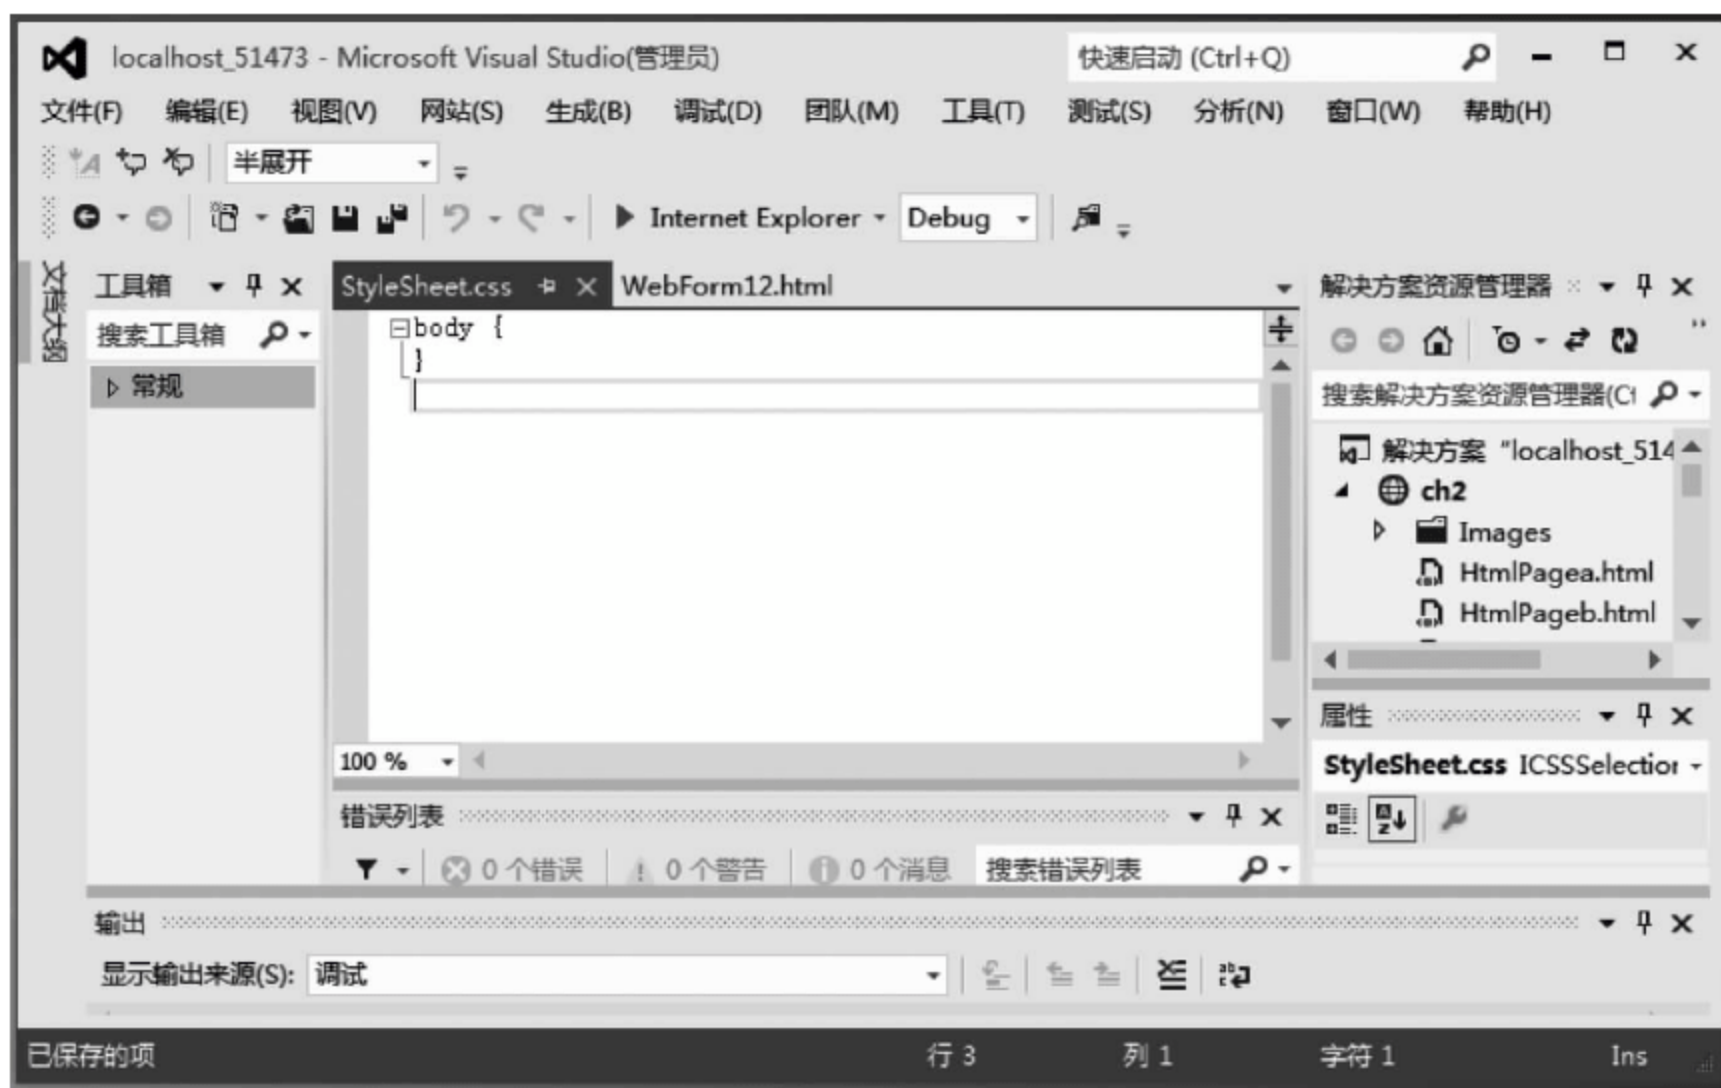 localhost_51473 - Microsoft Visual Studio(管理员)
快速启动 (Ctrl+Q)
文件(F) 编辑(E) 视图(V) 网站(S) 生成(B) 调试(D) 团队(M) 工具(T) 测试(S) 分析(N) 窗口(W) 帮助(H)
半展开
Internet Explorer Debug
文档大纲
工具箱
搜索工具箱
常规
StyleSheet.css WebForm12.html
body {
}
100 %
错误列表
0 个错误 0 个警告 0 个消息 搜索错误列表
解决方案资源管理器
搜索解决方案资源管理器(Ct
解决方案 "localhost_514
ch2
Images
HtmlPagea.html
HtmlPageb.html
属性
StyleSheet.css ICSSSelection
输出
显示输出来源(S): 调试
已保存的项 行 3 列 1 字符 1 Ins